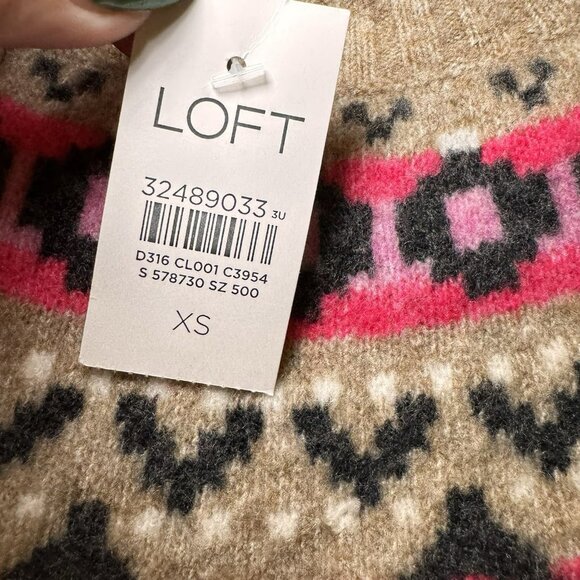 LOFT
32489033 3U
D316 CL001 C3954
S 578730 SZ 500
XS